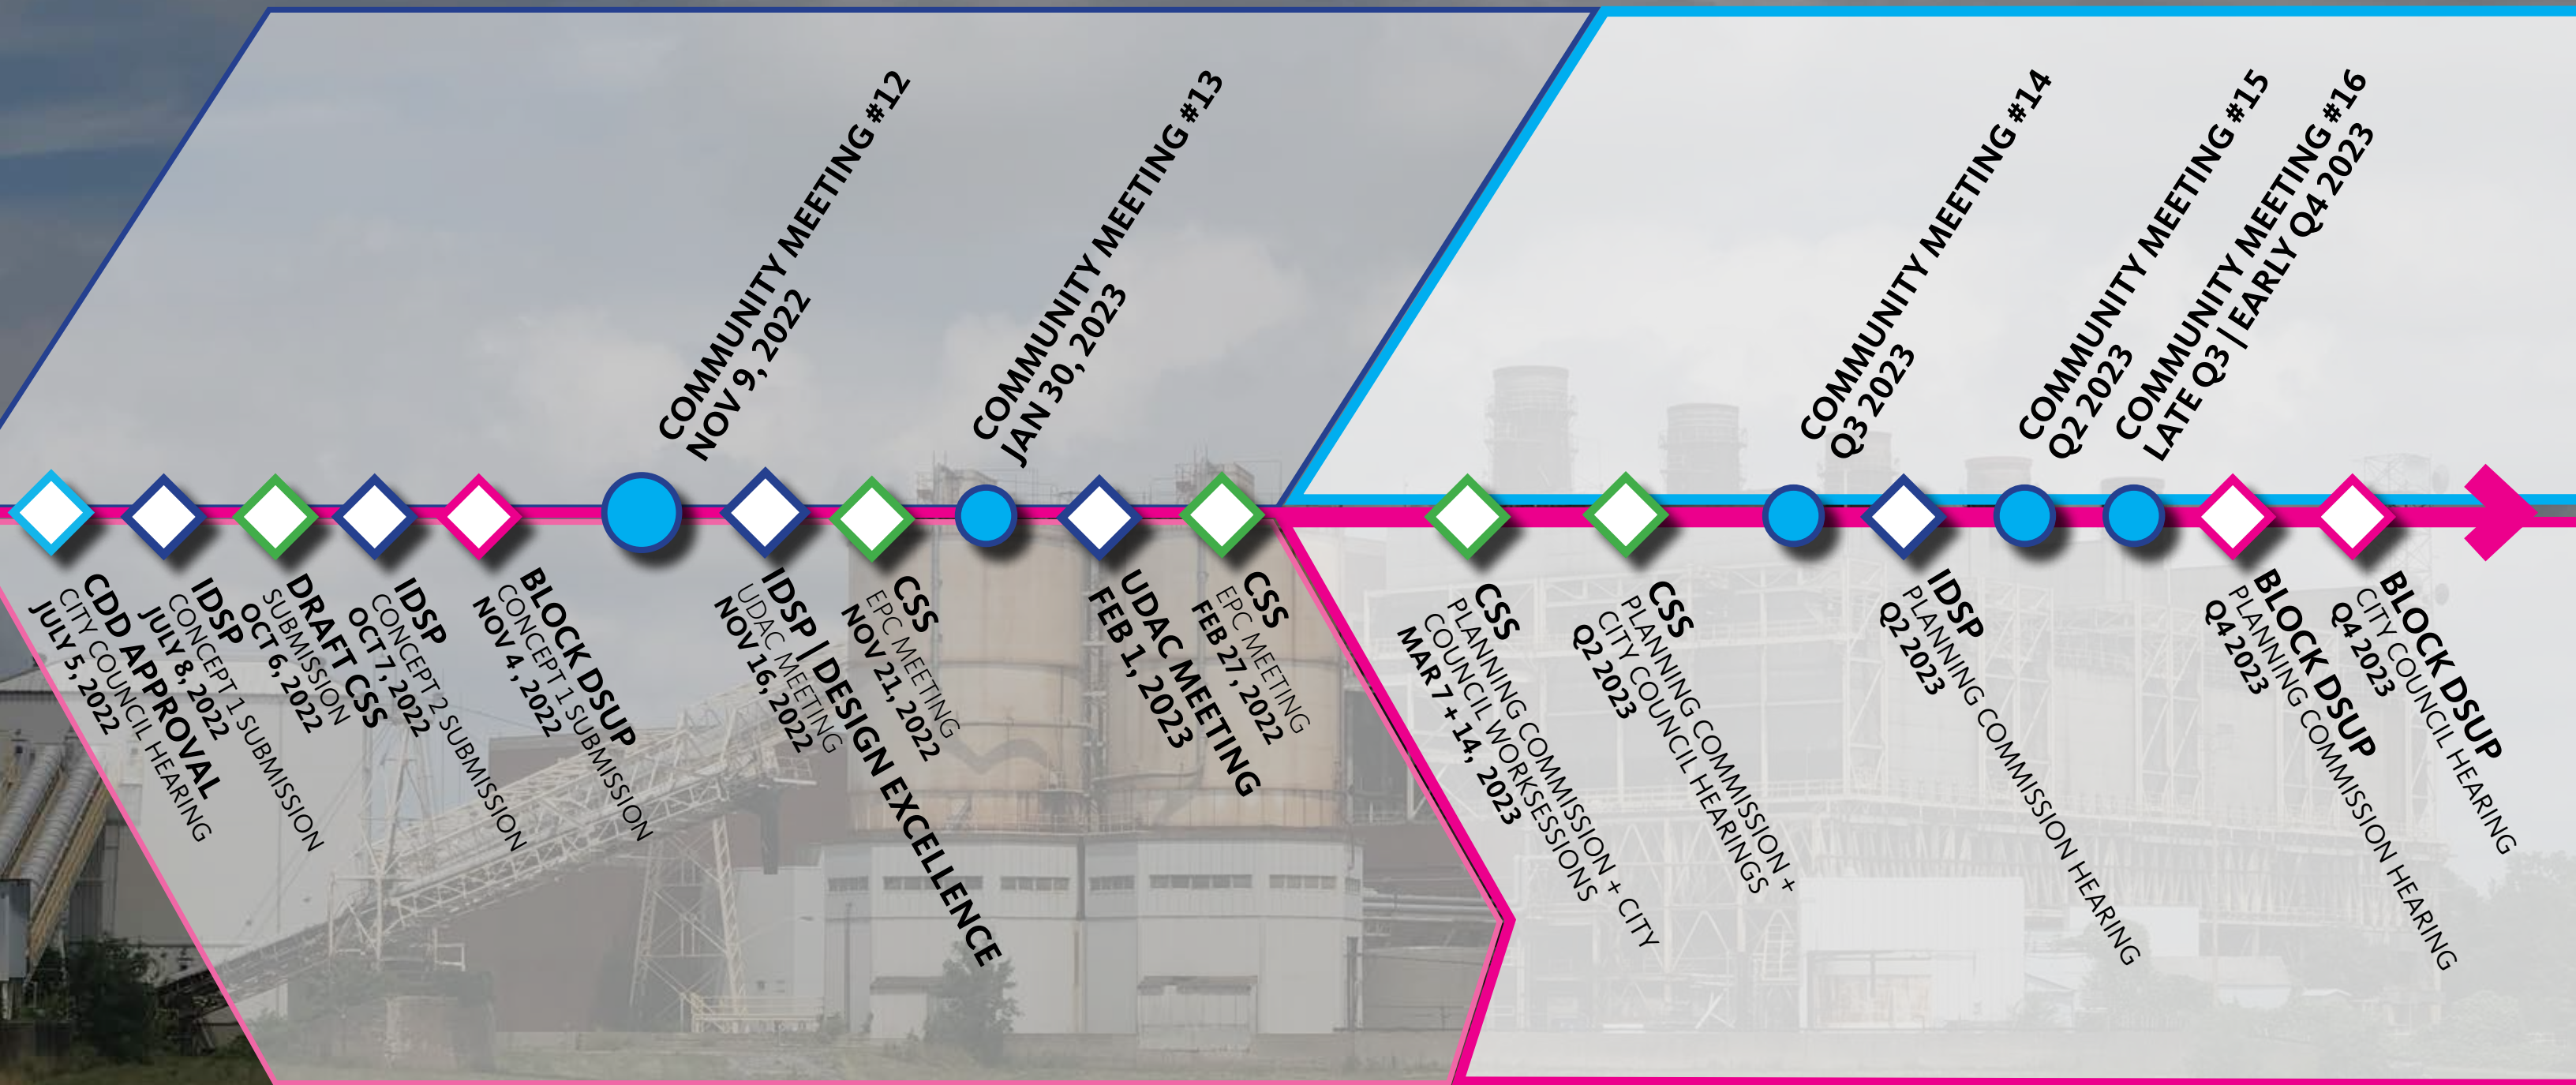 COMMUNITY MEETING #12
NOV 9, 2022
COMMUNITY MEETING #13
JAN 30, 2023
COMMUNITY MEETING #14
Q3 2023
COMMUNITY MEETING #15
Q2 2023
COMMUNITY MEETING #16
LATE Q3 | EARLY Q4 2023
CDD APPROVAL
CITY COUNCIL HEARING
JULY 5, 2022
IDSP
CONCEPT 1 SUBMISSION
JULY 8, 2022
DRAFT CSS
SUBMISSION
OCT 6, 2022
IDSP
CONCEPT 2 SUBMISSION
OCT 7, 2022
BLOCK DSUP
CONCEPT 1 SUBMISSION
NOV 4, 2022
IDSP | DESIGN EXCELLENCE
UDAC MEETING
NOV 16, 2022
CSS
EPC MEETING
NOV 21, 2022
UDAC MEETING
FEB 1, 2023
CSS
EPC MEETING
FEB 27, 2022
CSS
PLANNING COMMISSION + CITY
COUNCIL WORKSESSIONS
MAR 7 + 14, 2023
CSS
PLANNING COMMISSION +
CITY COUNCIL HEARINGS
Q2 2023
IDSP
PLANNING COMMISSION HEARING
Q2 2023
BLOCK DSUP
PLANNING COMMISSION HEARING
Q4 2023
BLOCK DSUP
CITY COUNCIL HEARING
Q4 2023